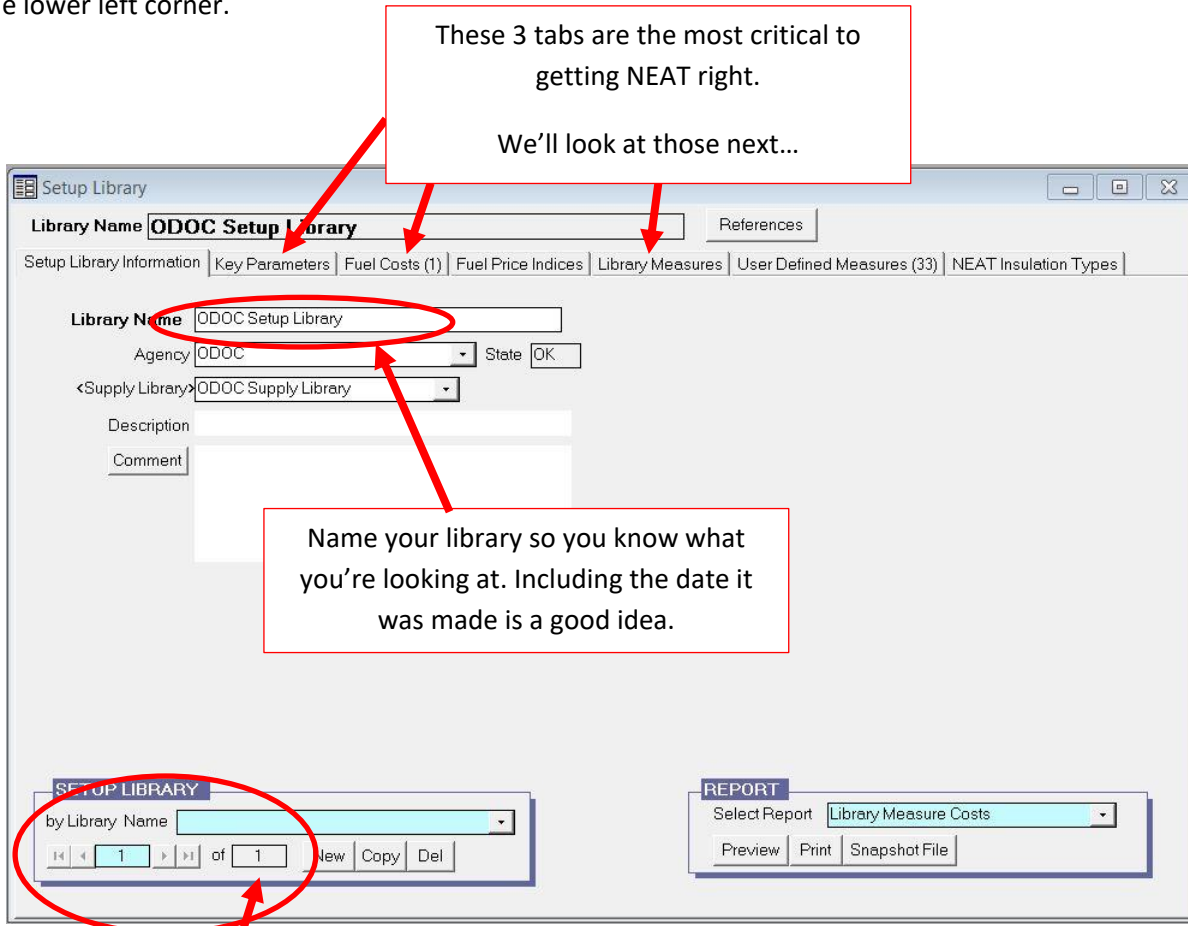 e lower left corner.
These 3 tabs are the most critical to
getting NEAT right.
We’ll look at those next…
Setup Library
Library Name ODOC Setup Library References
Setup Library Information Key Parameters Fuel Costs (1) Fuel Price Indices Library Measures User Defined Measures (33) NEAT Insulation Types
Library Name ODOC Setup Library
Agency ODOC State OK
<Supply Library> ODOC Supply Library
Description
Comment
Name your library so you know what
you’re looking at. Including the date it
was made is a good idea.
SETUP LIBRARY
by Library Name
1 of 1 New Copy Del
REPORT
Select Report Library Measure Costs
Preview Print Snapshot File